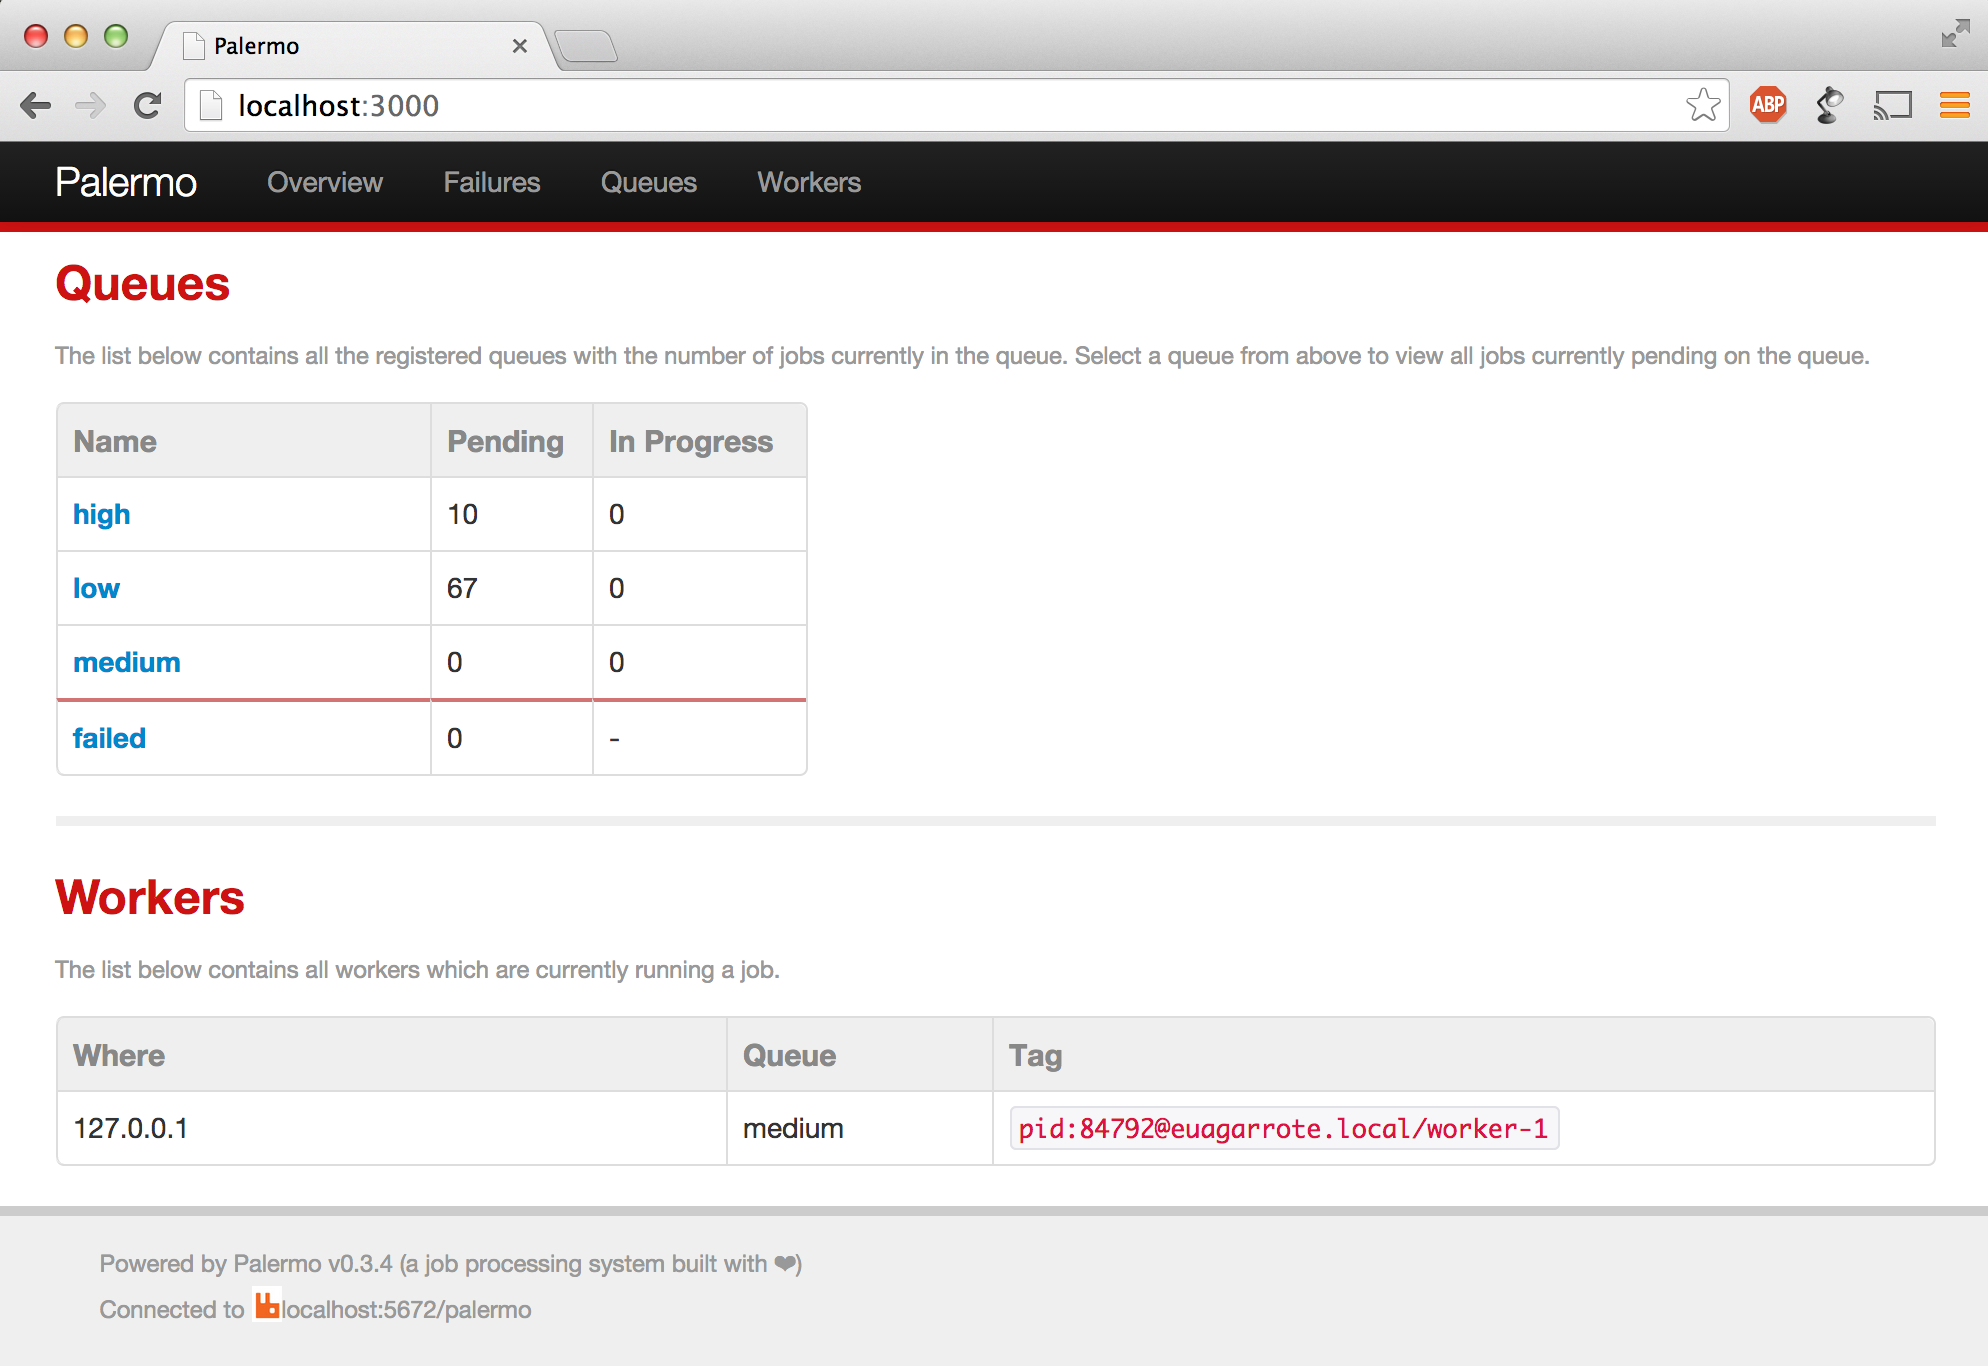 Palermo
localhost:3000
ABP
Palermo Overview Failures Queues Workers
Queues
The list below contains all the registered queues with the number of jobs currently in the queue. Select a queue from above to view all jobs currently pending on the queue.
Name Pending In Progress
high 10 0
low 67 0
medium 0 0
failed 0 -
Workers
The list below contains all workers which are currently running a job.
Where Queue Tag
127.0.0.1 medium pid:84792@euagarrote.local/worker-1
Powered by Palermo v0.3.4 (a job processing system built with ❤)
Connected to localhost:5672/palermo